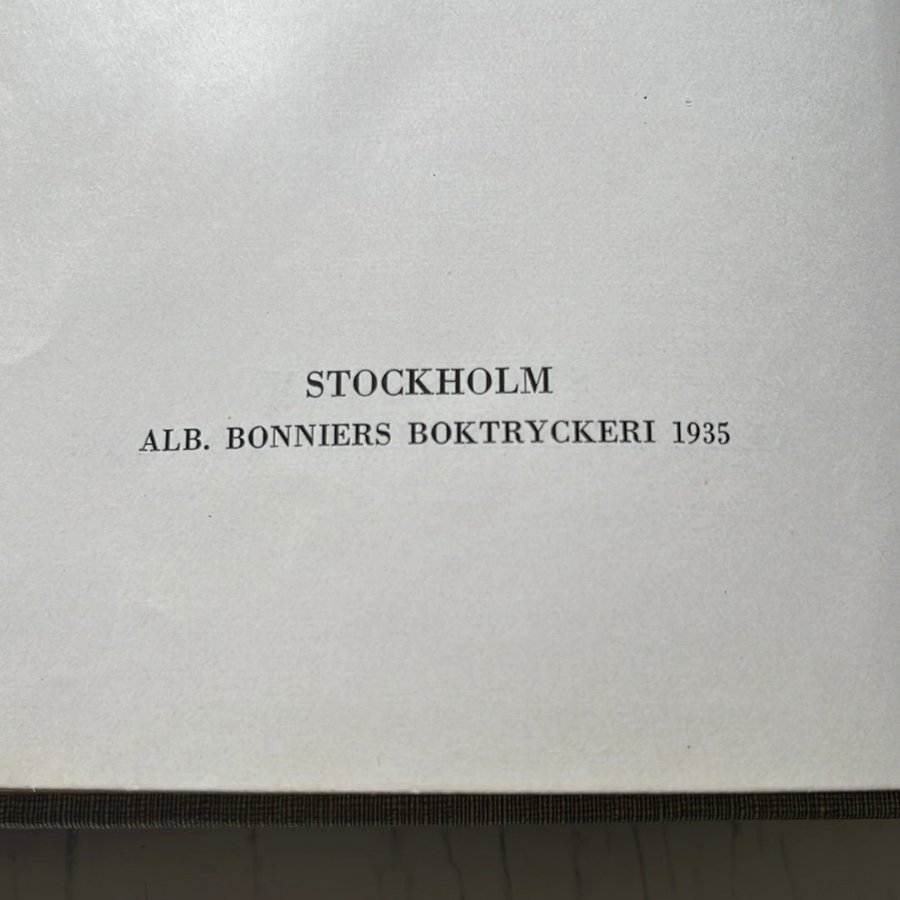 STOCKHOLM
ALB. BONNIERS BOKTRYCKERI 1935